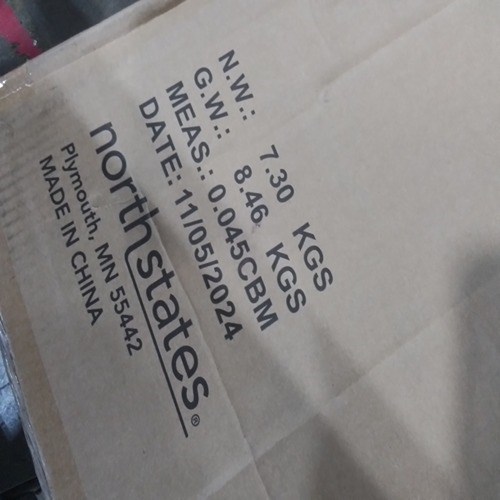 N.W.: 7.30 KGS
G.W.: 8.46 KGS
MEAS.: 0.045CBM
DATE: 11/05/2024
northstates®
Plymouth, MN 55442
MADE IN CHINA